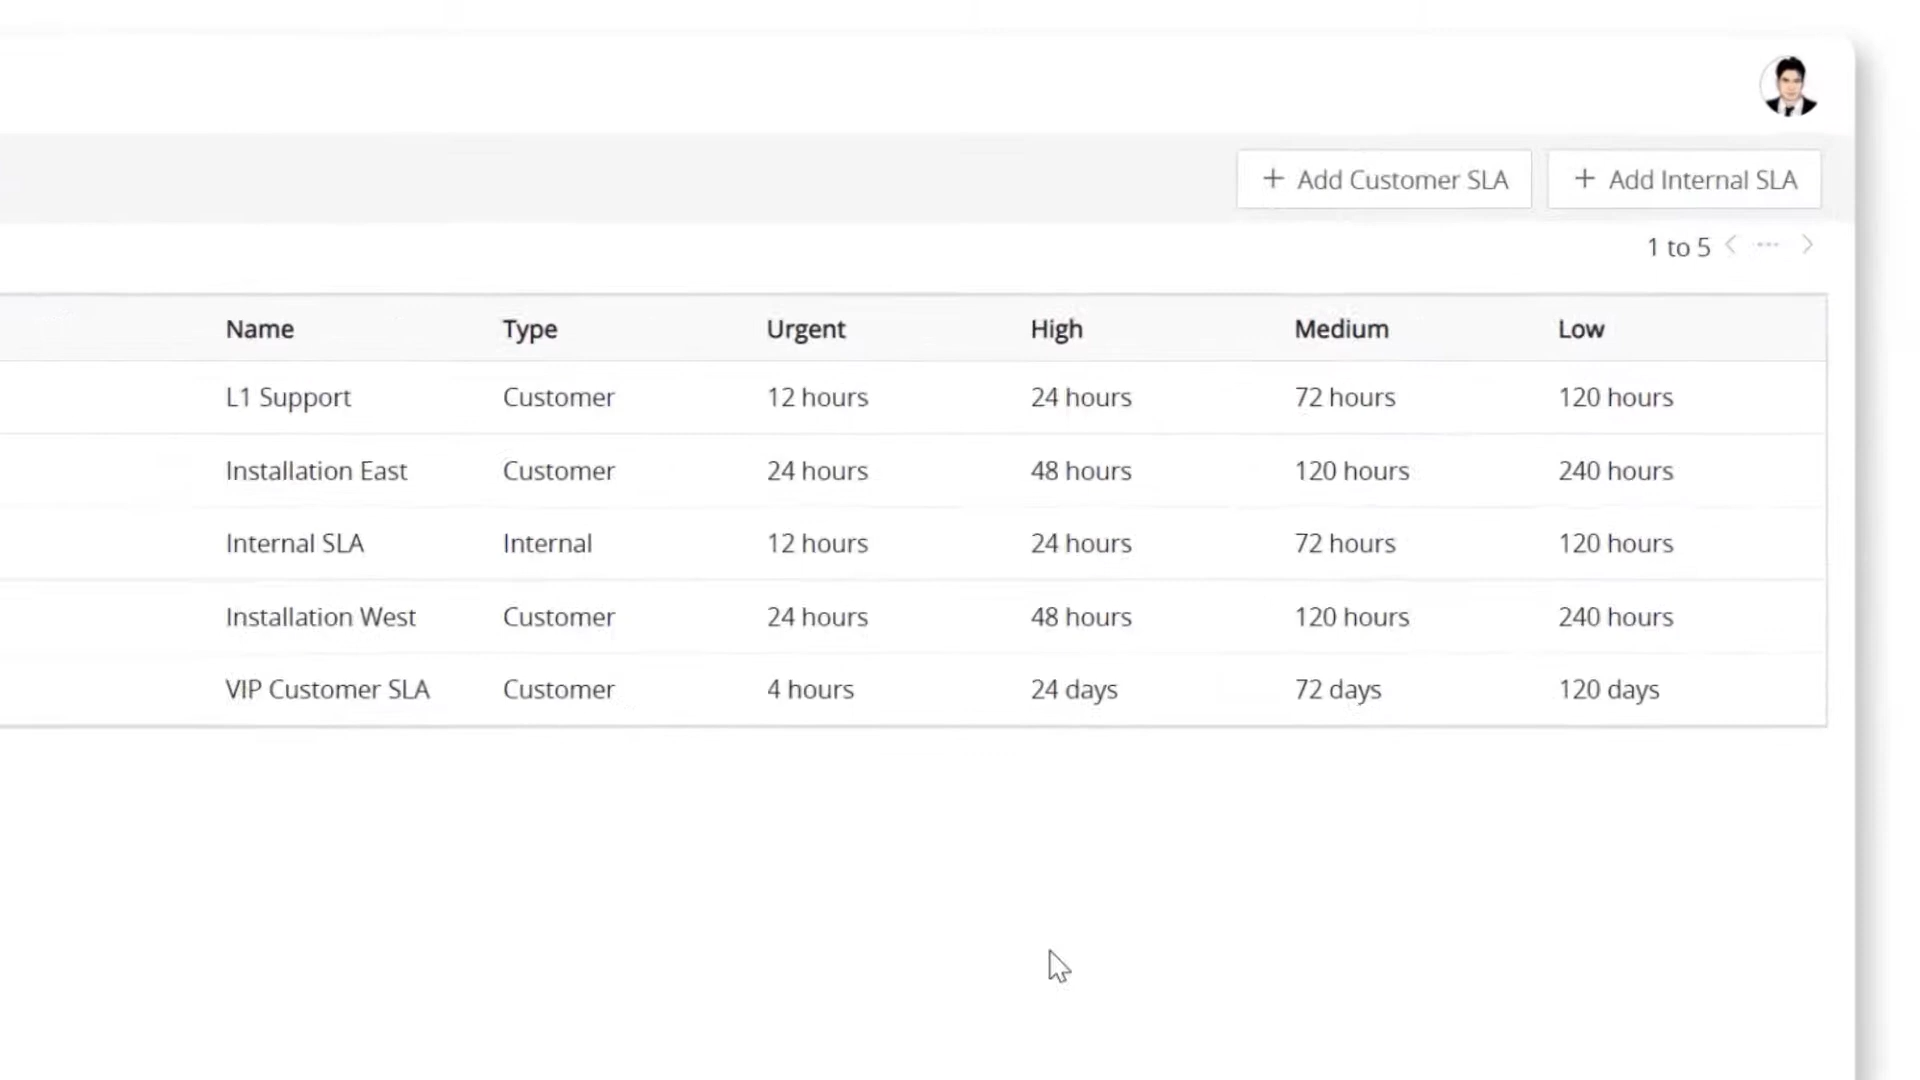 + Add Customer SLA + Add Internal SLA
1 to 5 < ... >
Name Type Urgent High Medium Low
L1 Support Customer 12 hours 24 hours 72 hours 120 hours
Installation East Customer 24 hours 48 hours 120 hours 240 hours
Internal SLA Internal 12 hours 24 hours 72 hours 120 hours
Installation West Customer 24 hours 48 hours 120 hours 240 hours
VIP Customer SLA Customer 4 hours 24 days 72 days 120 days